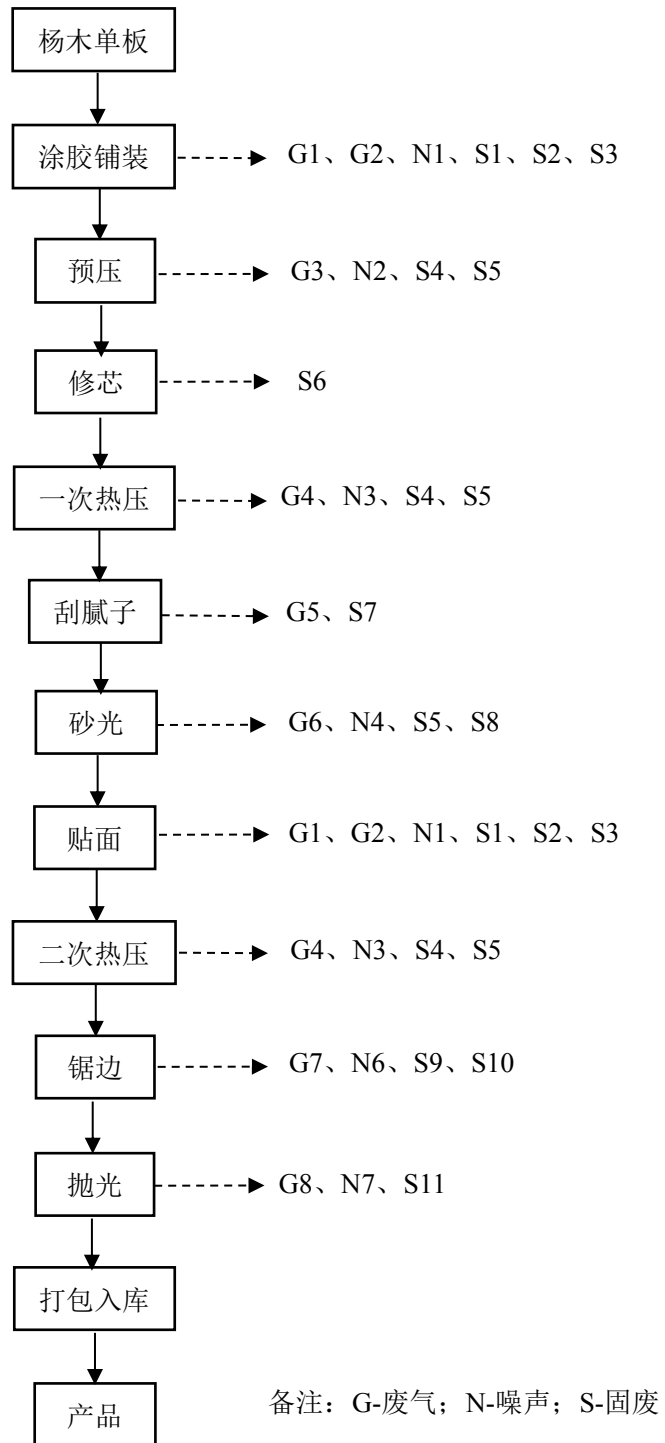 杨木单板
涂胶铺装
G1、G2、N1、S1、S2、S3
预压
G3、N2、S4、S5
修芯
S6
一次热压
G4、N3、S4、S5
刮腻子
G5、S7
砂光
G6、N4、S5、S8
贴面
G1、G2、N1、S1、S2、S3
二次热压
G4、N3、S4、S5
锯边
G7、N6、S9、S10
抛光
G8、N7、S11
打包入库
产品
备注：G-废气；N-噪声；S-固废